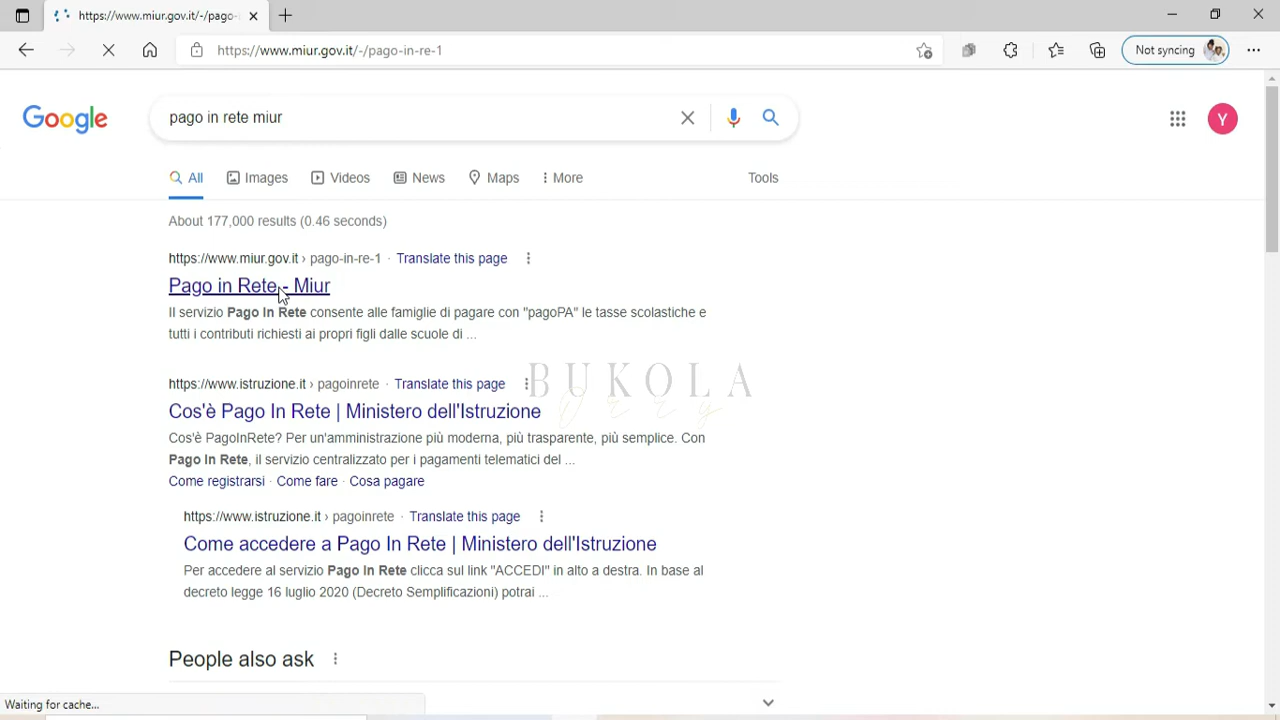 https://www.miur.gov.it/-/pago-
https://www.miur.gov.it/-/pago-in-re-1
Not syncing
Google
pago in rete miur
Y
All
Images
Videos
News
Maps
More
Tools
About 177,000 results (0.46 seconds)
https://www.miur.gov.it › pago-in-re-1 · Translate this page
Pago in Rete - Miur
Il servizio Pago In Rete consente alle famiglie di pagare con "pagoPA" le tasse scolastiche e
tutti i contributi richiesti ai propri figli dalle scuole di ...
BUKOLA
Orry
https://www.istruzione.it › pagoinrete · Translate this page
Cos'è Pago In Rete | Ministero dell'Istruzione
Cos'è PagoInRete? Per un'amministrazione più moderna, più trasparente, più semplice. Con
Pago In Rete, il servizio centralizzato per i pagamenti telematici del ...
Come registrarsi · Come fare · Cosa pagare
https://www.istruzione.it › pagoinrete · Translate this page
Come accedere a Pago In Rete | Ministero dell'Istruzione
Per accedere al servizio Pago In Rete clicca sul link "ACCEDI" in alto a destra. In base al
decreto legge 16 luglio 2020 (Decreto Semplificazioni) potrai ...
People also ask
Waiting for cache...